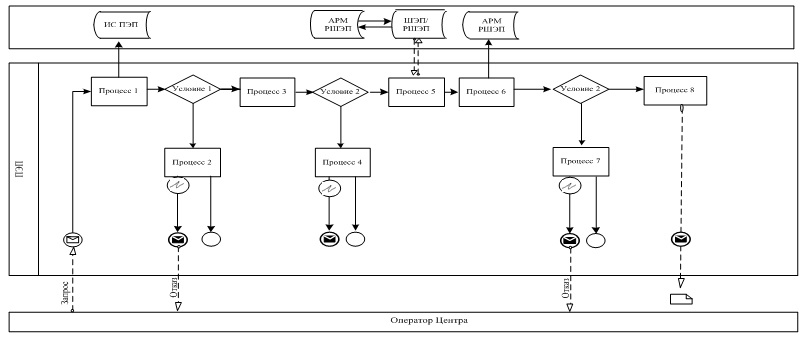 ИС ПЭП
АРМ
РШЭП
ШЭП/
РШЭП
АРМ
РШЭП
ПЭП
Процесс 1
Условие 1
Процесс 3
Условие 2
Процесс 5
Процесс 6
Условие 2
Процесс 8
Процесс 2
Процесс 4
Процесс 7
Запрос
Отказ
Отказ
Оператор Центра